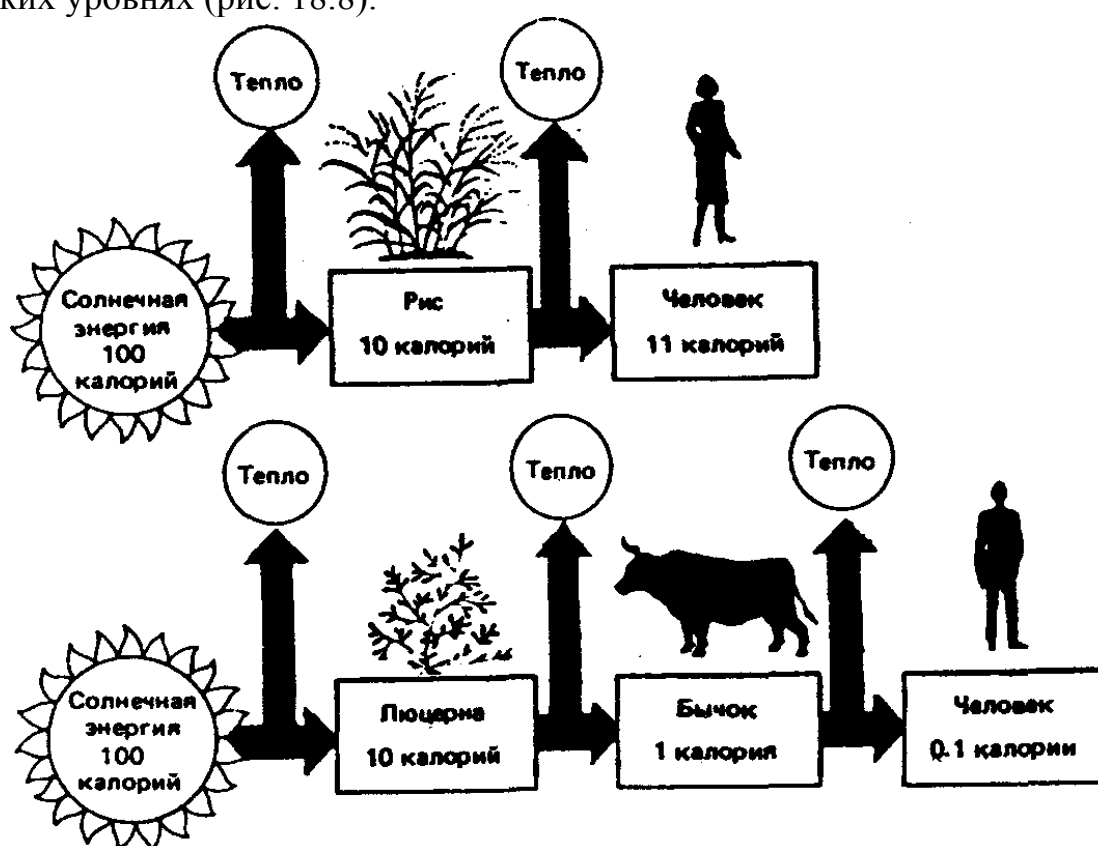 ких уровнях (рис. 18.8).
Тепло
Тепло
Солнечная
энергия
100
калорий
Рис
10 калорий
Человек
11 калорий
Тепло
Тепло
Тепло
Солнечная
энергия
100
калорий
Люцерна
10 калорий
Бычок
1 калория
Человек
0.1 калории